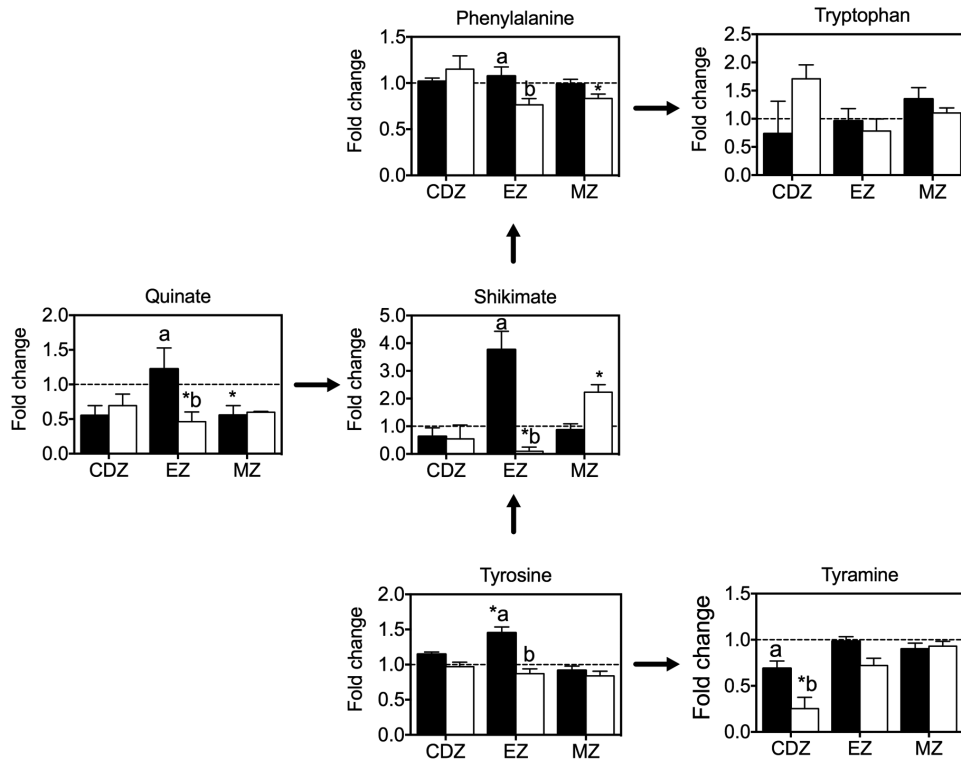 Phenylalanine
Fold change
1.5
1.0
0.5
0.0
a
b
*
CDZ EZ MZ
Tryptophan
Fold change
2.5
2.0
1.5
1.0
0.5
0.0
CDZ EZ MZ
Quinate
Fold change
2.0
1.5
1.0
0.5
0.0
a
*b
*
CDZ EZ MZ
Shikimate
Fold change
5.0
4.0
3.0
2.0
1.0
0.0
a
*b
*
CDZ EZ MZ
Tyrosine
Fold change
2.0
1.5
1.0
0.5
0.0
*a
b
CDZ EZ MZ
Tyramine
Fold change
1.5
1.0
0.5
0.0
a
*b
CDZ EZ MZ